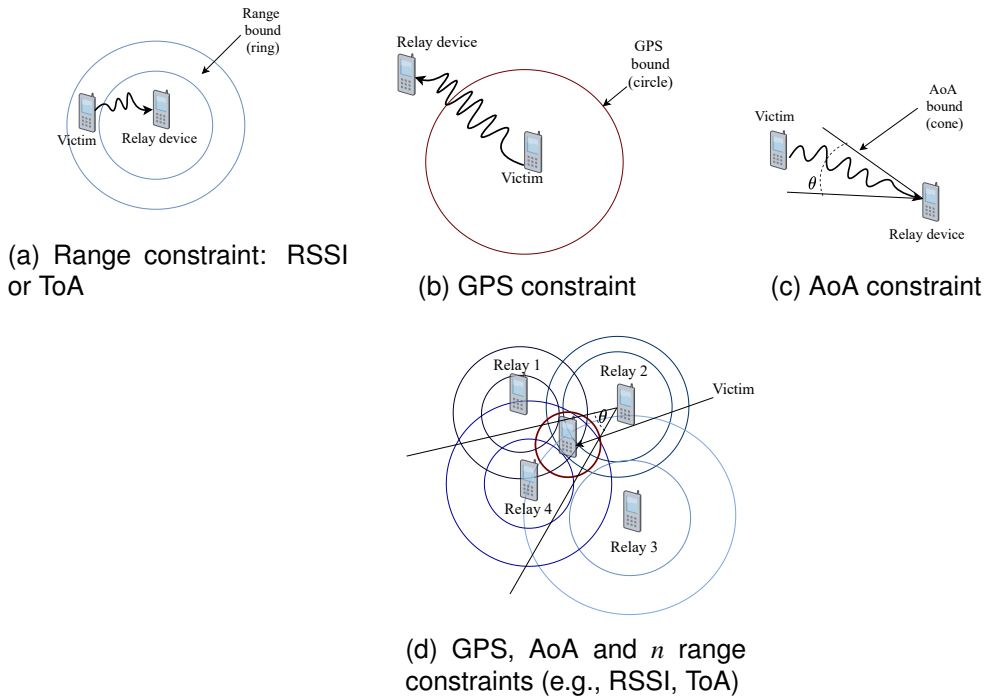 Range
bound
(ring)
Victim
Relay device
(a) Range constraint: RSSI
or ToA
Relay device
GPS
bound
(circle)
Victim
(b) GPS constraint
AoA
bound
(cone)
Victim
θ
Relay device
(c) AoA constraint
Relay 1
Relay 2
Victim
θ
Relay 4
Relay 3
(d) GPS, AoA and n range
constraints (e.g., RSSI, ToA)